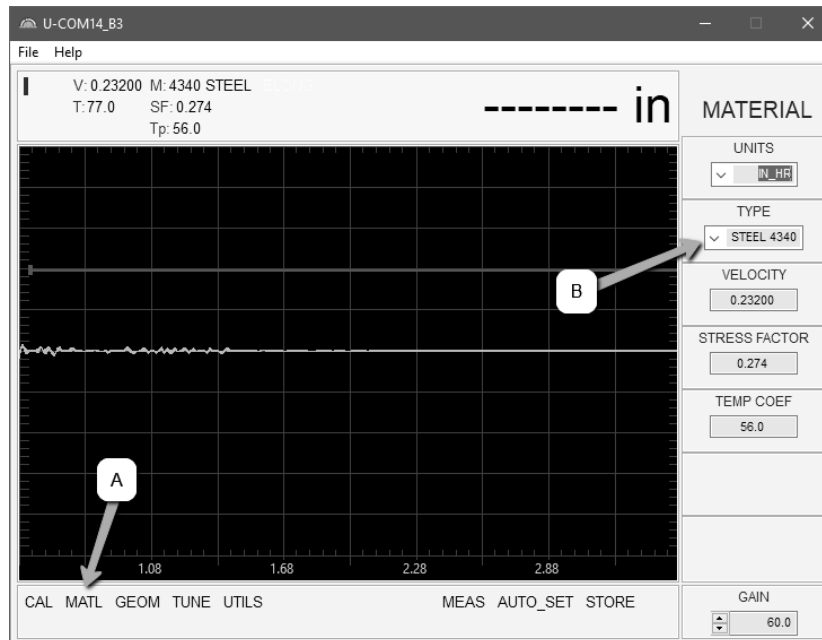 U-COM14_B3
File Help
V: 0.23200 M: 4340 STEEL
T: 77.0 SF: 0.274
Tp: 56.0
-------- in
MATERIAL
UNITS
IN_HR
TYPE
STEEL 4340
VELOCITY
0.23200
STRESS FACTOR
0.274
TEMP COEF
56.0
B
A
1.08 1.68 2.28 2.88
CAL MATL GEOM TUNE UTILS MEAS AUTO_SET STORE
GAIN
60.0